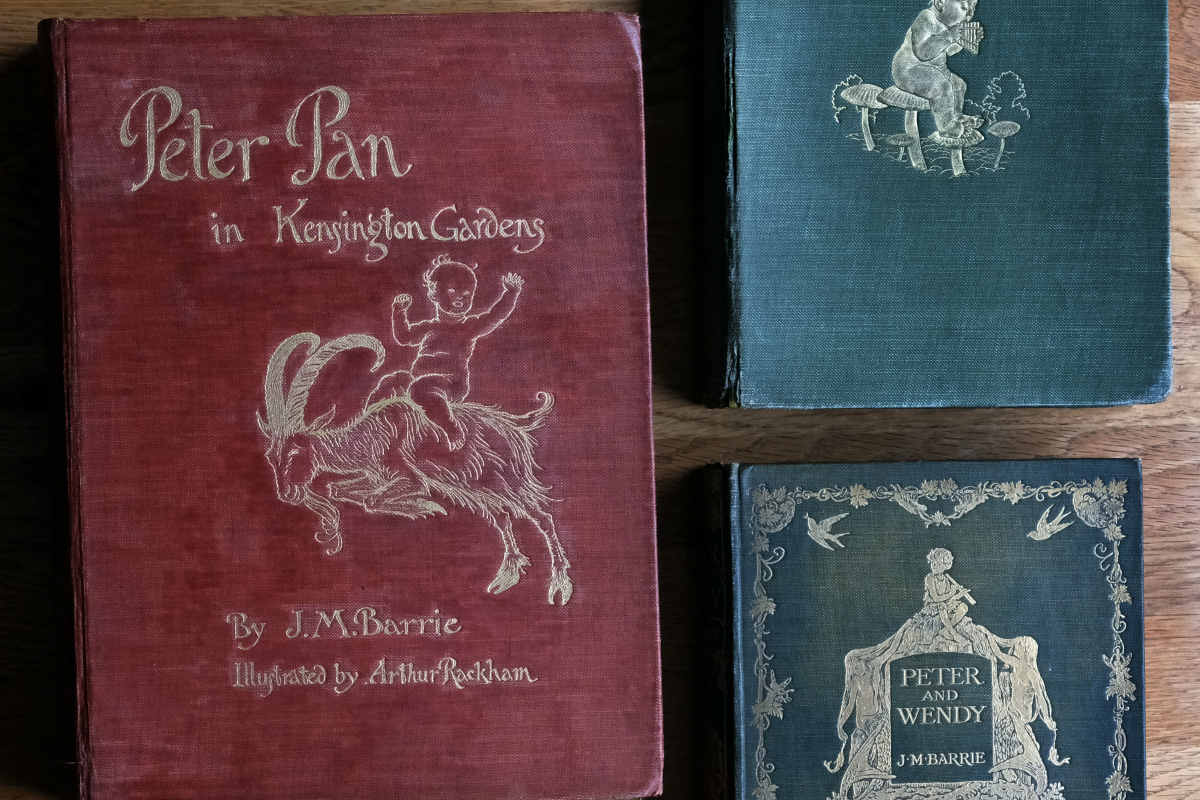 Peter Pan
in Kensington Gardens
By J.M.Barrie
Illustrated by Arthur Rackham
PETER
AND
WENDY
J·M·BARRIE